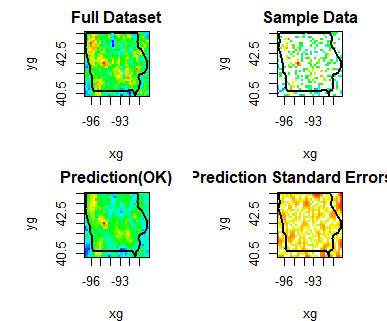 Full Dataset
Sample Data
yg
42.5
40.5
-96
-93
xg
yg
42.5
40.5
-96
-93
xg
Prediction(OK)
Prediction Standard Errors
yg
42.5
40.5
-96
-93
xg
yg
42.5
40.5
-96
-93
xg